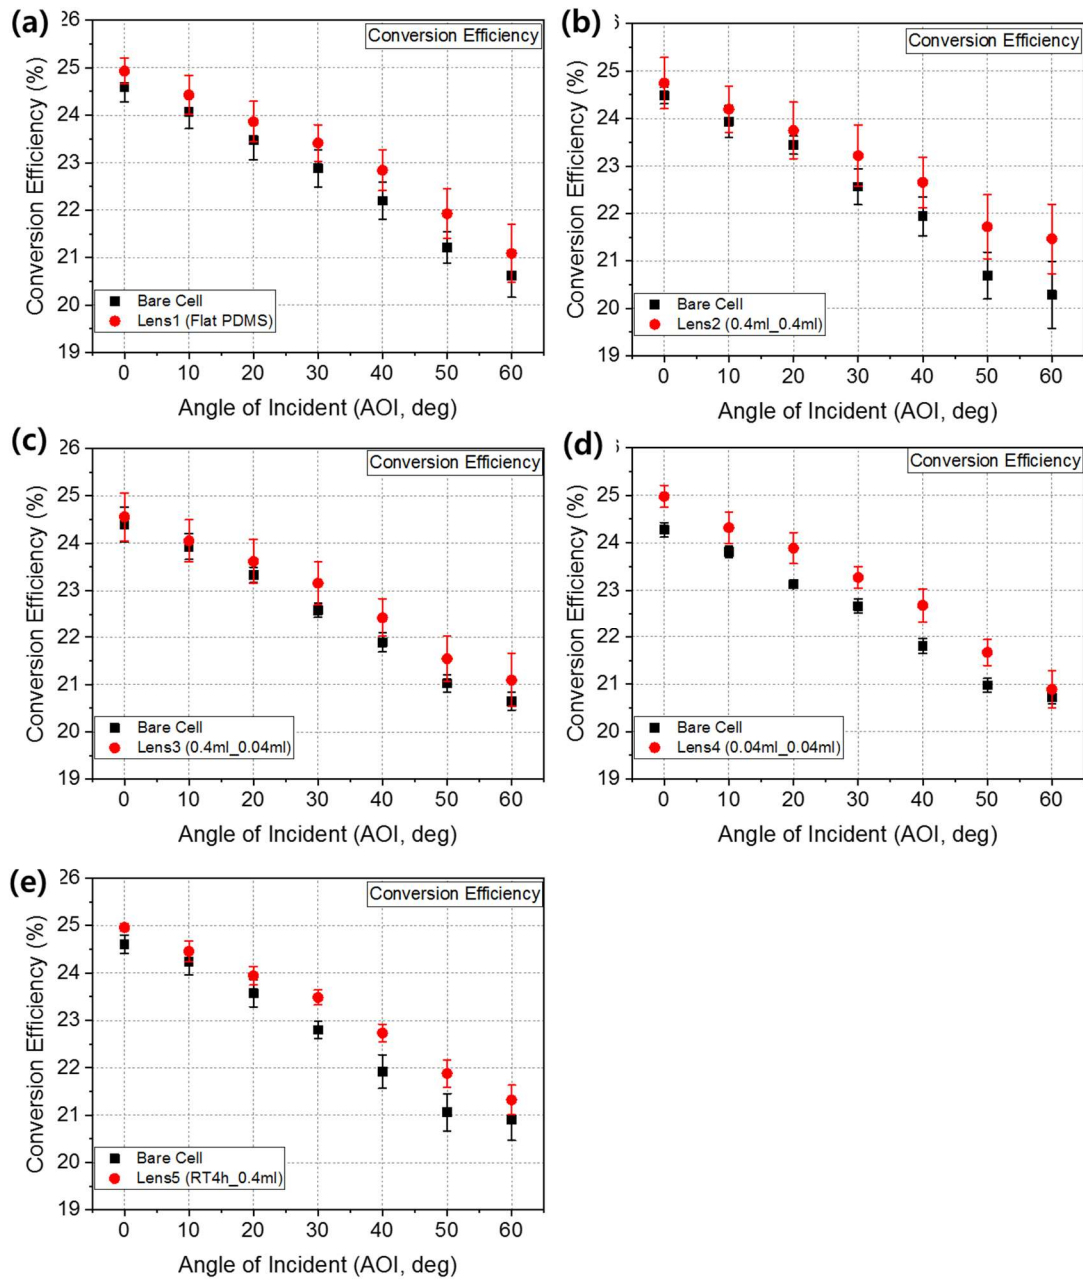 (a)
Conversion Efficiency
Conversion Efficiency (%)
26
25
24
23
22
21
20
19
Bare Cell
Lens1 (Flat PDMS)
0 10 20 30 40 50 60
Angle of Incident (AOI, deg)
(b)
Conversion Efficiency
Conversion Efficiency (%)
25
24
23
22
21
20
19
Bare Cell
Lens2 (0.4ml_0.4ml)
0 10 20 30 40 50 60
Angle of Incident (AOI, deg)
(c)
Conversion Efficiency
Conversion Efficiency (%)
26
25
24
23
22
21
20
19
Bare Cell
Lens3 (0.4ml_0.04ml)
0 10 20 30 40 50 60
Angle of Incident (AOI, deg)
(d)
Conversion Efficiency
Conversion Efficiency (%)
25
24
23
22
21
20
19
Bare Cell
Lens4 (0.04ml_0.04ml)
0 10 20 30 40 50 60
Angle of Incident (AOI, deg)
(e)
Conversion Efficiency
Conversion Efficiency (%)
26
25
24
23
22
21
20
19
Bare Cell
Lens5 (RT4h_0.4ml)
0 10 20 30 40 50 60
Angle of Incident (AOI, deg)